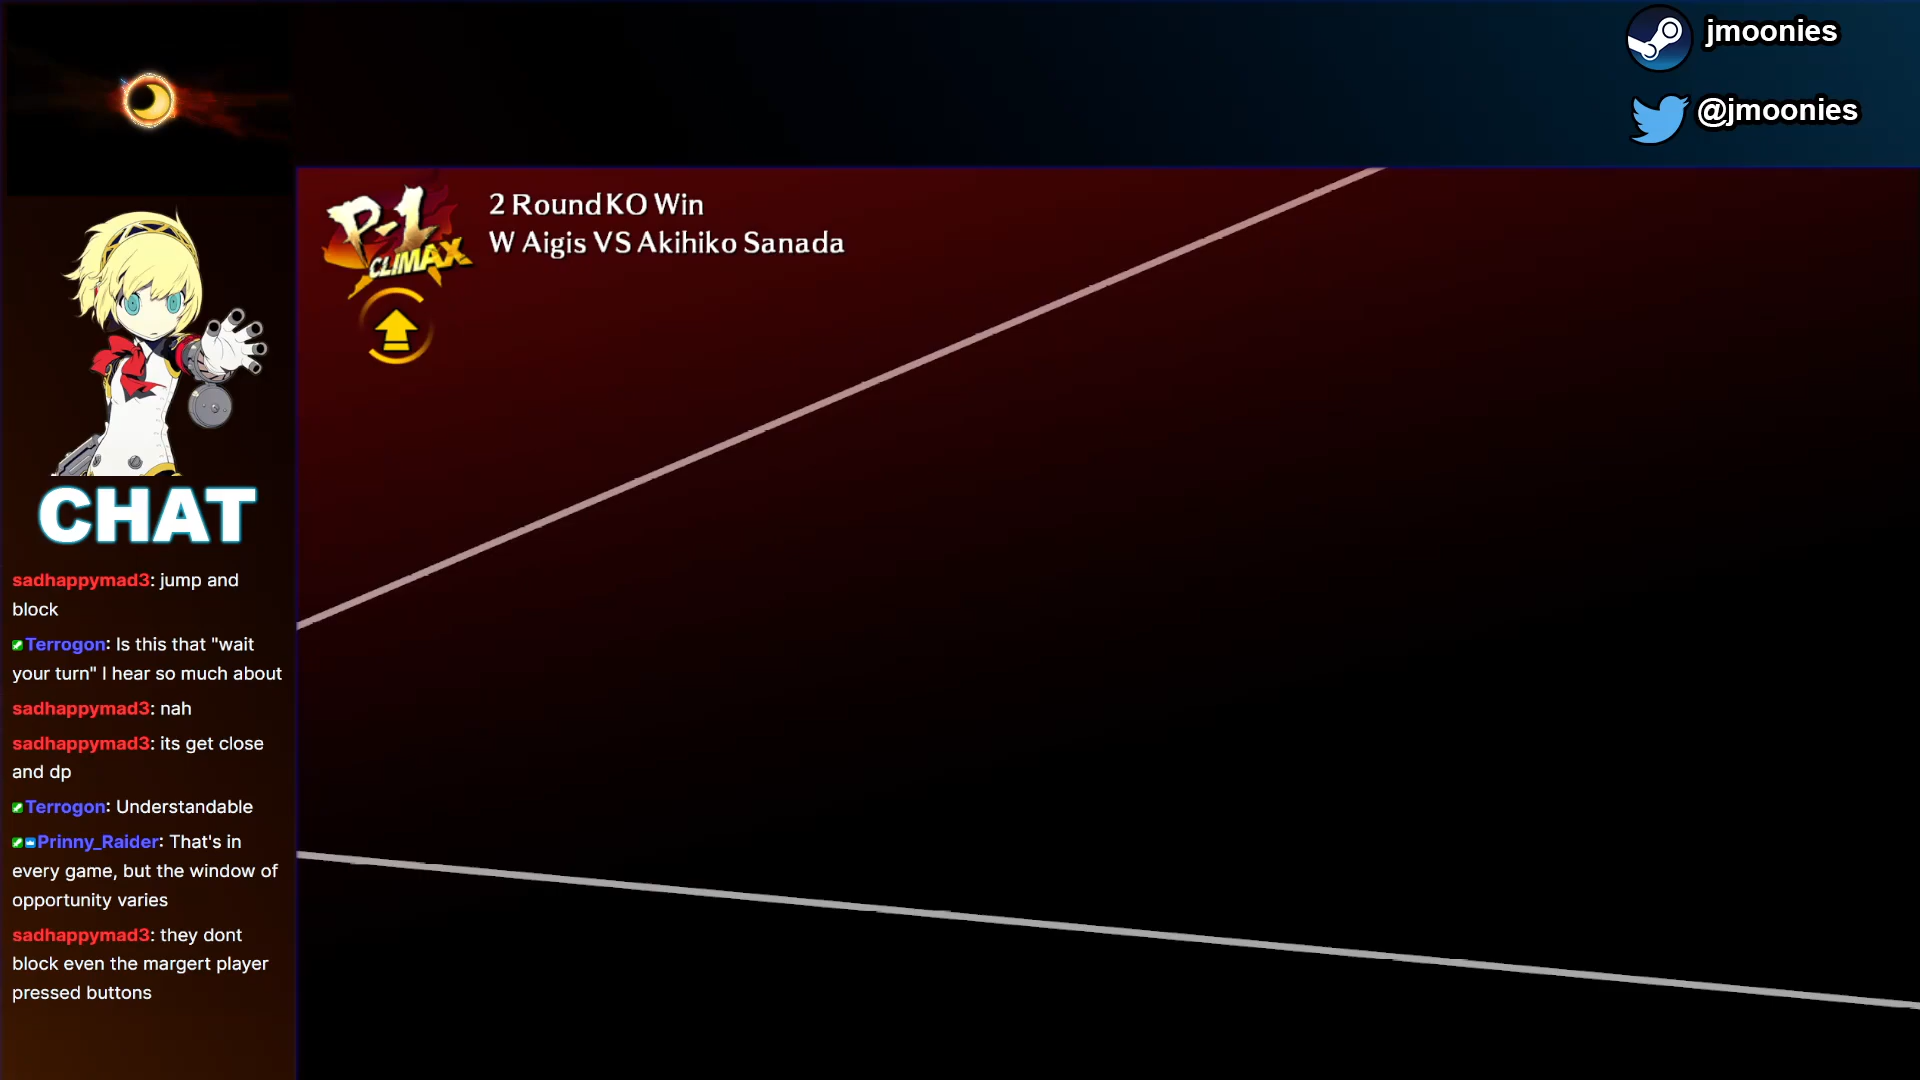 jmoonies
@jmoonies
P-1
CLIMAX
2 Round KO Win
W Aigis VS Akihiko Sanada
CHAT
sadhappymad3: jump and
block
Terrogon: Is this that "wait
your turn" I hear so much about
sadhappymad3: nah
sadhappymad3: its get close
and dp
Terrogon: Understandable
Prinny_Raider: That's in
every game, but the window of
opportunity varies
sadhappymad3: they dont
block even the margert player
pressed buttons